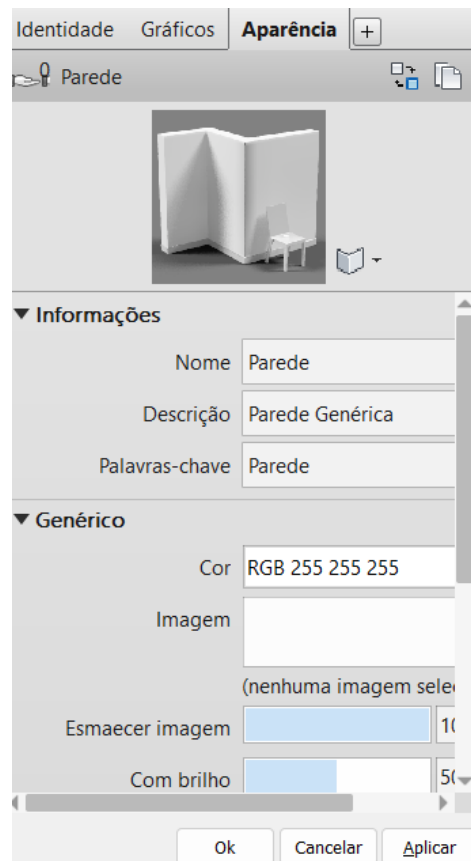 Identidade Gráficos Aparência +
Parede
Informações
Nome Parede
Descrição Parede Genérica
Palavras-chave Parede
Genérico
Cor RGB 255 255 255
Imagem
(nenhuma imagem
Esmaecer imagem
Com brilho
Ok Cancelar Aplicar